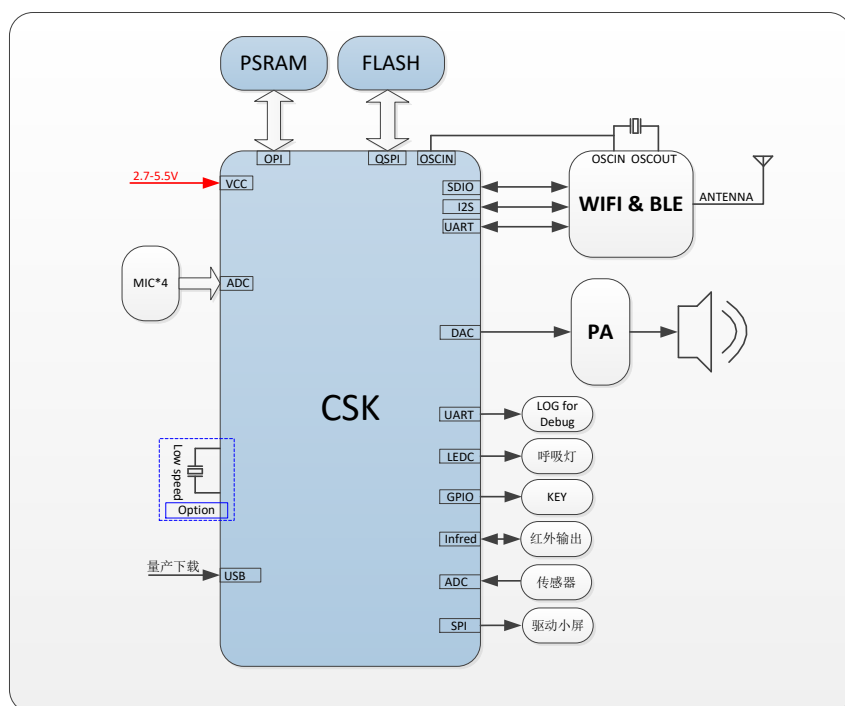 PSRAM
FLASH
OPI
QSPI
OSCIN
OSCIN OSCOUT
2.7-5.5V
VCC
SDIO
I2S
UART
WIFI & BLE
ANTENNA
MIC*4
ADC
DAC
PA
CSK
UART
LOG for
Debug
Low speed
Option
LEDC
呼吸灯
GPIO
KEY
Infred
红外输出
量产下载
USB
ADC
传感器
SPI
驱动小屏